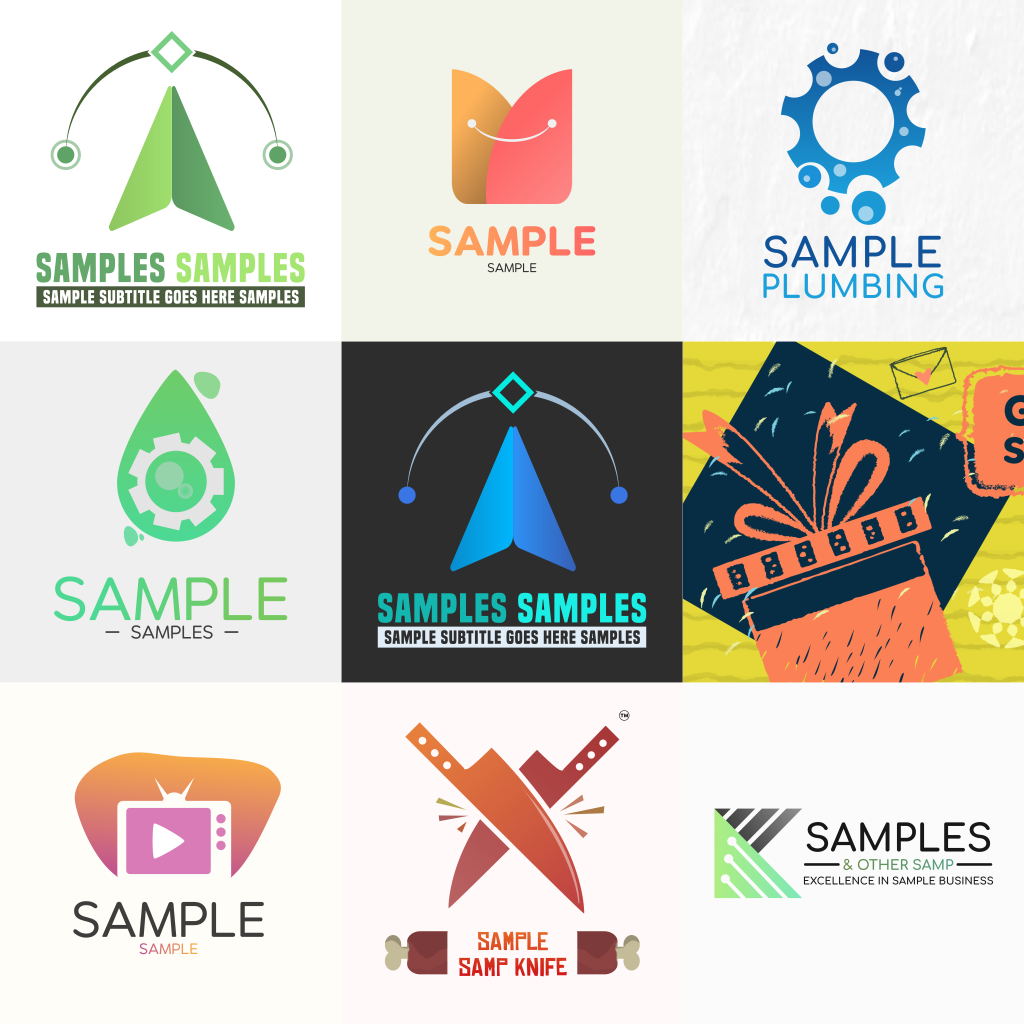 SAMPLES SAMPLES
SAMPLE SUBTITLE GOES HERE SAMPLES
SAMPLE
SAMPLE
SAMPLE
PLUMBING
SAMPLE
SAMPLES
SAMPLES SAMPLES
SAMPLE SUBTITLE GOES HERE SAMPLES
G
S
SAMPLE
SAMPLE
TM
SAMPLE
SAMP KNIFE
SAMPLES
& OTHER SAMP
EXCELLENCE IN SAMPLE BUSINESS